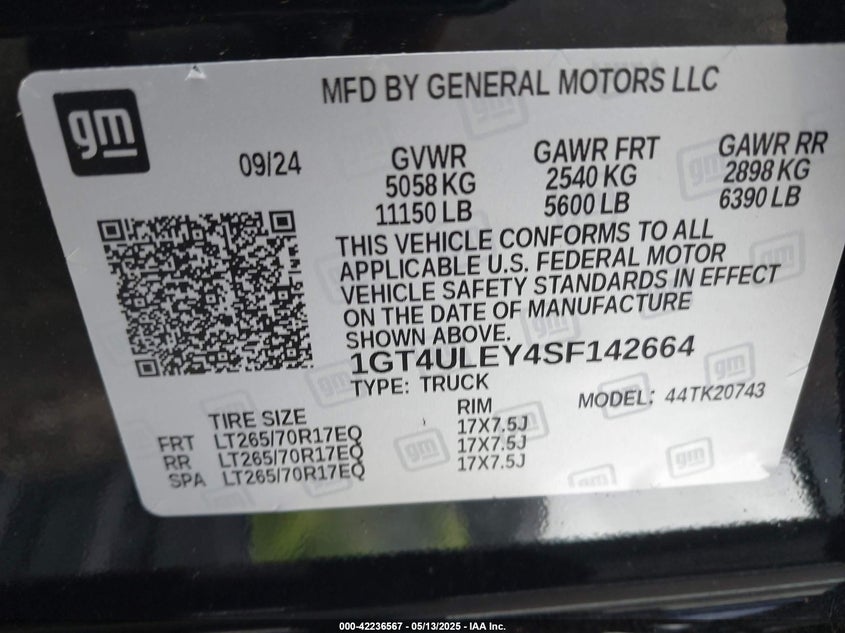 MFD BY GENERAL MOTORS LLC
gm
09/24
GVWR
5058 KG
11150 LB
GAWR FRT
2540 KG
5600 LB
GAWR RR
2898 KG
6390 LB
THIS VEHICLE CONFORMS TO ALL
APPLICABLE U.S. FEDERAL MOTOR
VEHICLE SAFETY STANDARDS IN EFFECT
ON THE DATE OF MANUFACTURE
SHOWN ABOVE.
1GT4ULEY4SF142664
TYPE: TRUCK
MODEL: 44TK20743
TIRE SIZE RIM
FRT LT265/70R17EQ 17X7.5J
RR LT265/70R17EQ 17X7.5J
SPA LT265/70R17EQ 17X7.5J
000-42236567 - 05/13/2025 - IAA Inc.